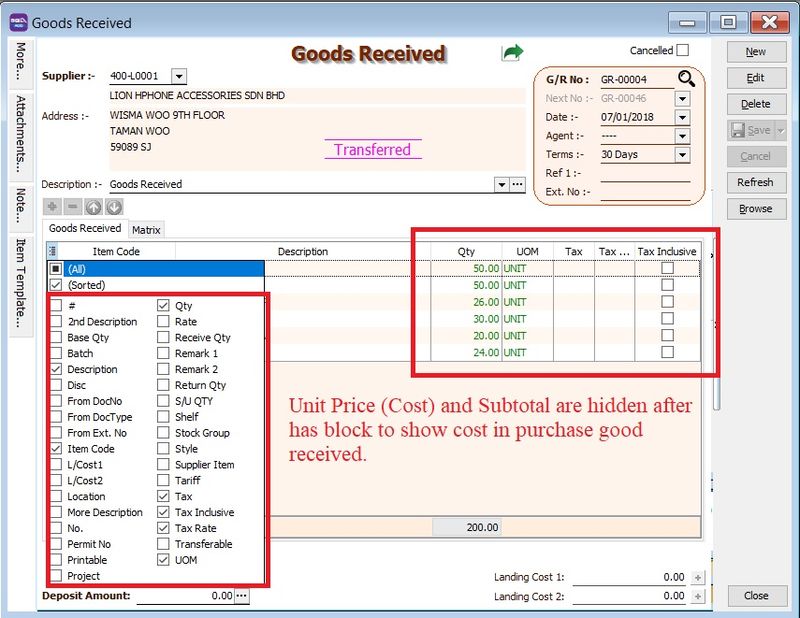 Goods Received
More...
Attachments...
Note...
Item Template...
Goods Received
Cancelled
Supplier :- 400-L0001
LION HPHONE ACCESSORIES SDN BHD
Address :- WISMA WOO 9TH FLOOR
TAMAN WOO
59089 SJ
Transferred
G/R No : GR-00004
Next No :- GR-00046
Date :- 07/01/2018
Agent :- ----
Terms :- 30 Days
Ref 1 :-
Ext. No :-
Description :- Goods Received
New
Edit
Delete
Save
Cancel
Refresh
Browse
Goods Received Matrix
Item Code Description Qty UOM Tax Tax ... Tax Inclusive
(All) 50.00 UNIT
(Sorted) 50.00 UNIT
26.00 UNIT
30.00 UNIT
20.00 UNIT
24.00 UNIT
# Qty
2nd Description Rate
Base Qty Receive Qty
Batch Remark 1
Description Remark 2
Disc Return Qty
From DocNo S/U QTY
From DocType Shelf
From Ext. No Stock Group
Item Code Style
L/Cost1 Supplier Item
L/Cost2 Tariff
Location Tax
More Description Tax Inclusive
No. Tax Rate
Permit No Transferable
Printable UOM
Project
Unit Price (Cost) and Subtotal are hidden after
has block to show cost in purchase good
received.
200.00
Landing Cost 1: 0.00
Deposit Amount: 0.00
Landing Cost 2: 0.00
Close